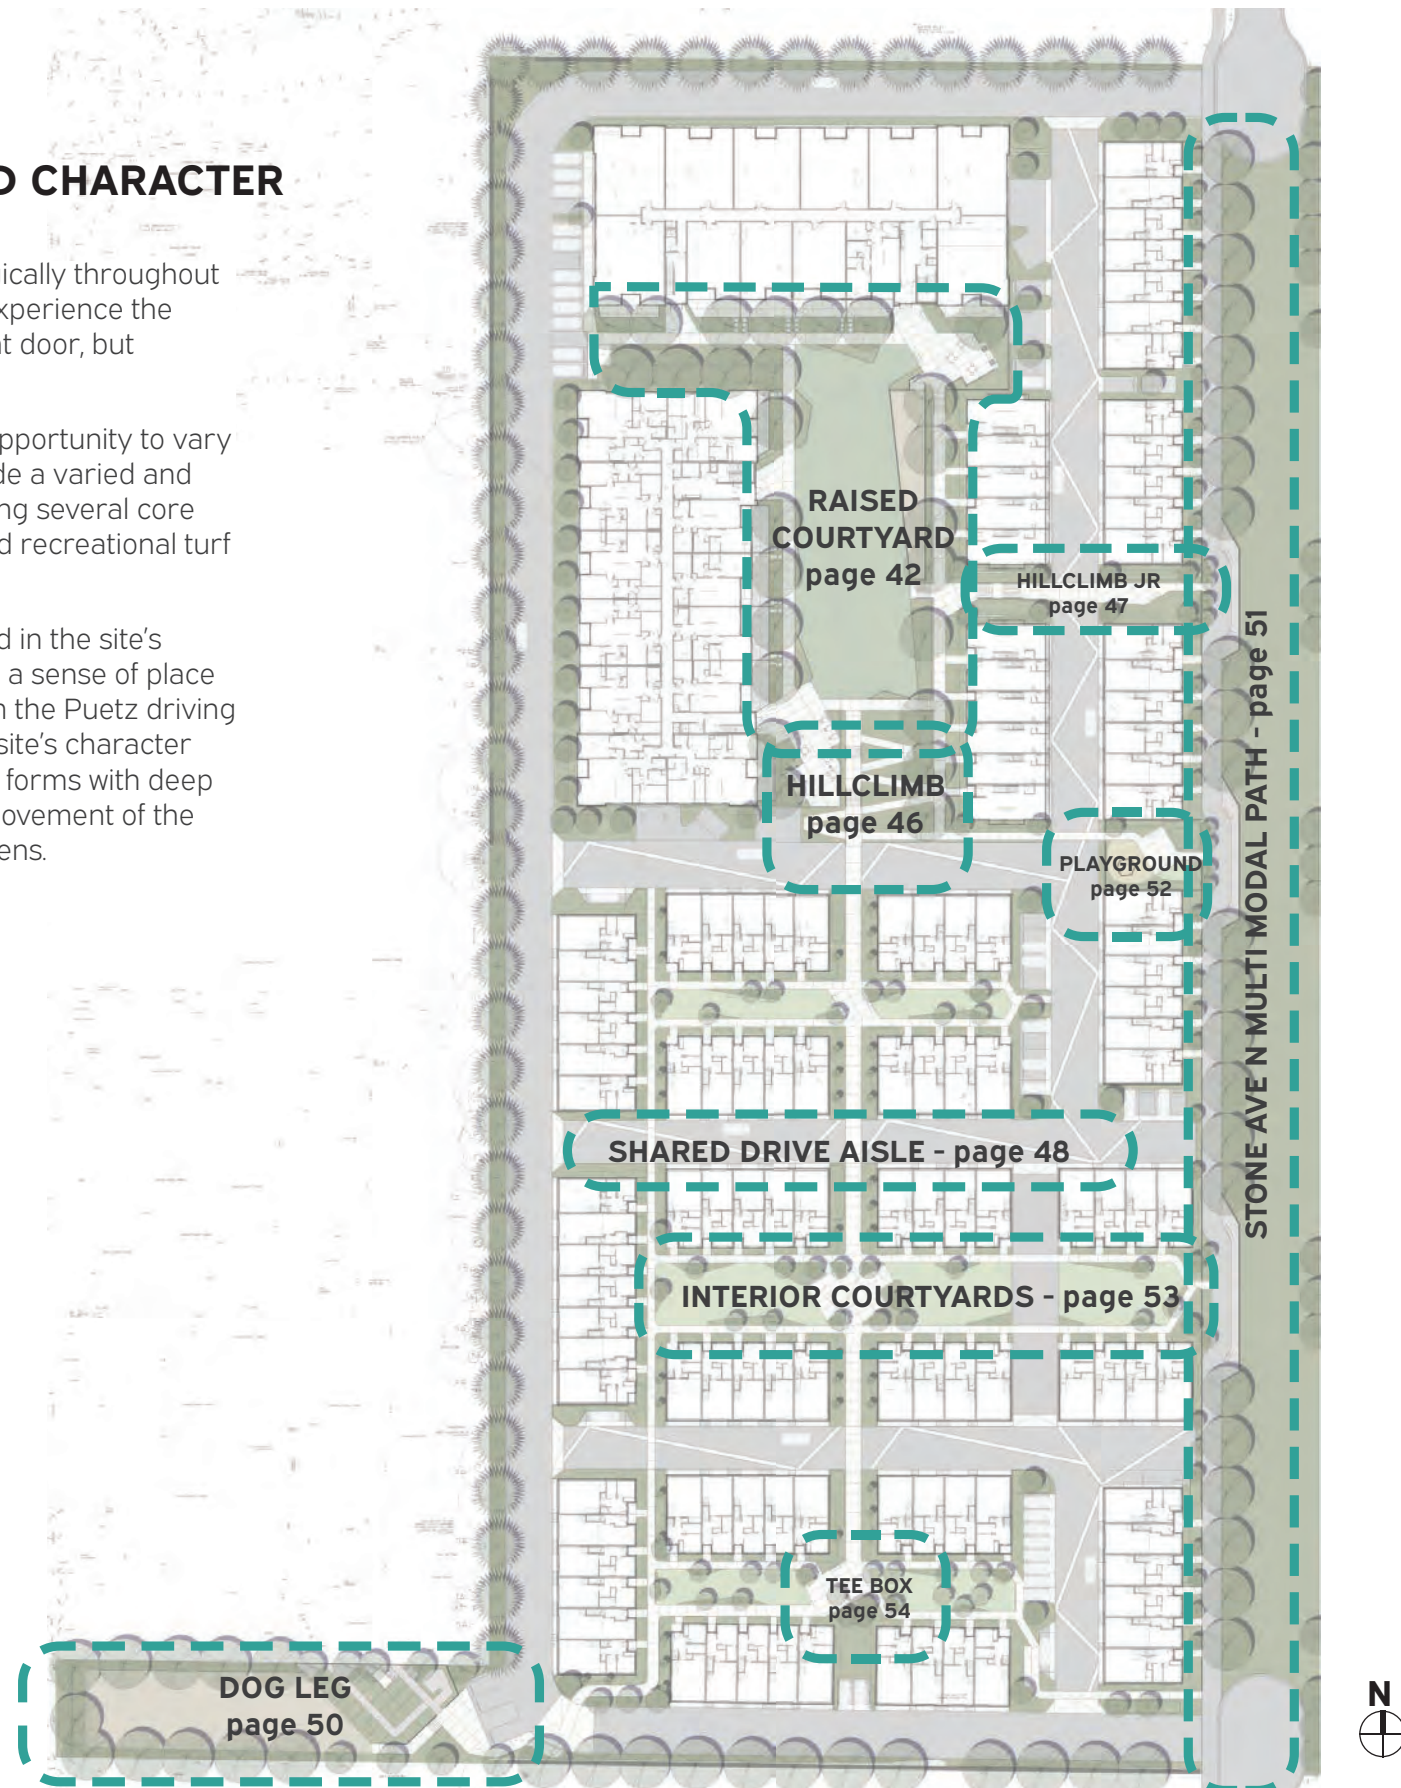 D CHARACTER
ically throughout
xperience the
t door, but
pportunity to vary
de a varied and
ng several core
d recreational turf
d in the site's
a sense of place
n the Puetz driving
site's character
forms with deep
ovement of the
ens.
RAISED
COURTYARD
page 42
HILLCLIMB JR
page 47
HILLCLIMB
page 46
PLAYGROUND
page 52
STONE AVE N MULTI MODAL PATH - page 51
SHARED DRIVE AISLE - page 48
INTERIOR COURTYARDS - page 53
TEE BOX
page 54
DOG LEG
page 50
N